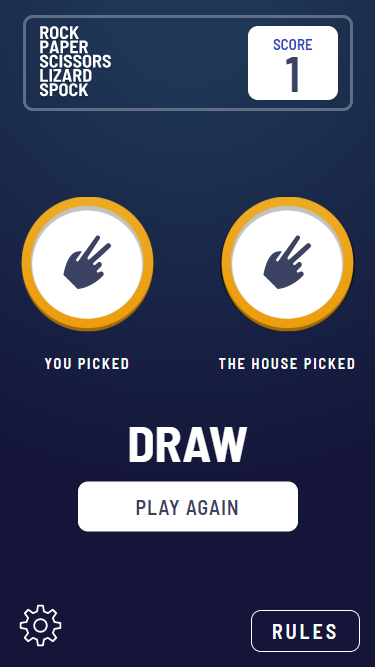 ROCK
PAPER
SCISSORS
LIZARD
SPOCK
SCORE
1
YOU PICKED
THE HOUSE PICKED
DRAW
PLAY AGAIN
RULES